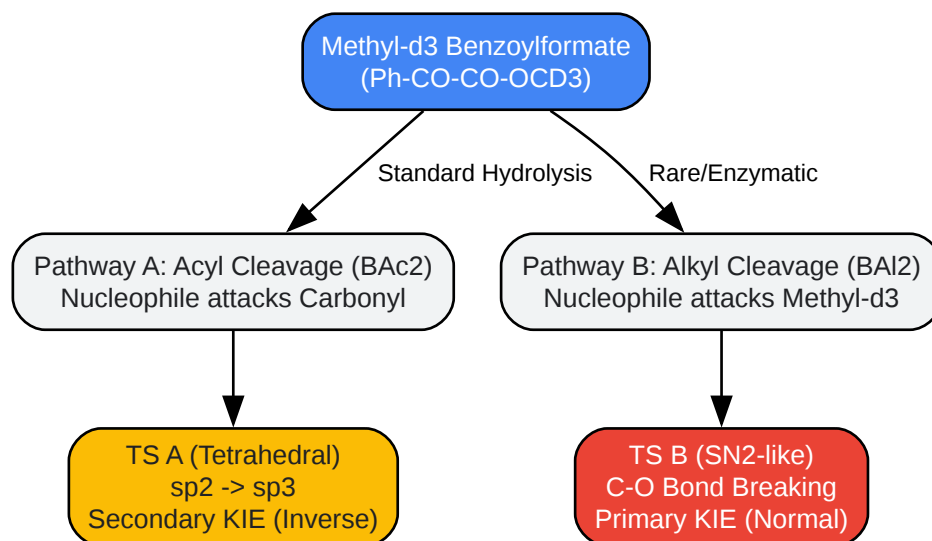 Methyl-d3 Benzoylformate
(Ph-CO-CO-OCD3)
Standard Hydrolysis
Rare/Enzymatic
Pathway A: Acyl Cleavage (BAc2)
Nucleophile attacks Carbonyl
Pathway B: Alkyl Cleavage (BAl2)
Nucleophile attacks Methyl-d3
TS A (Tetrahedral)
sp2 -> sp3
Secondary KIE (Inverse)
TS B (SN2-like)
C-O Bond Breaking
Primary KIE (Normal)